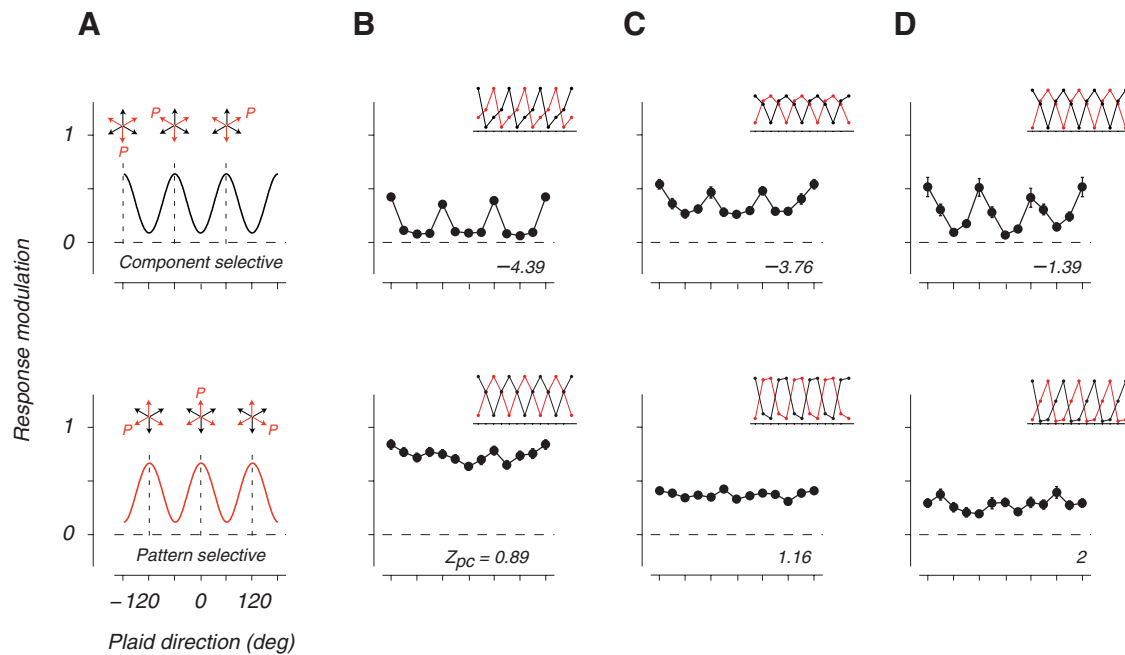 A B C D
P P P
1
0
Component selective
−4.39
−3.76
−1.39
Response modulation
P P P
1
0
Pattern selective
Zpc = 0.89
1.16
2
−120 0 120
Plaid direction (deg)